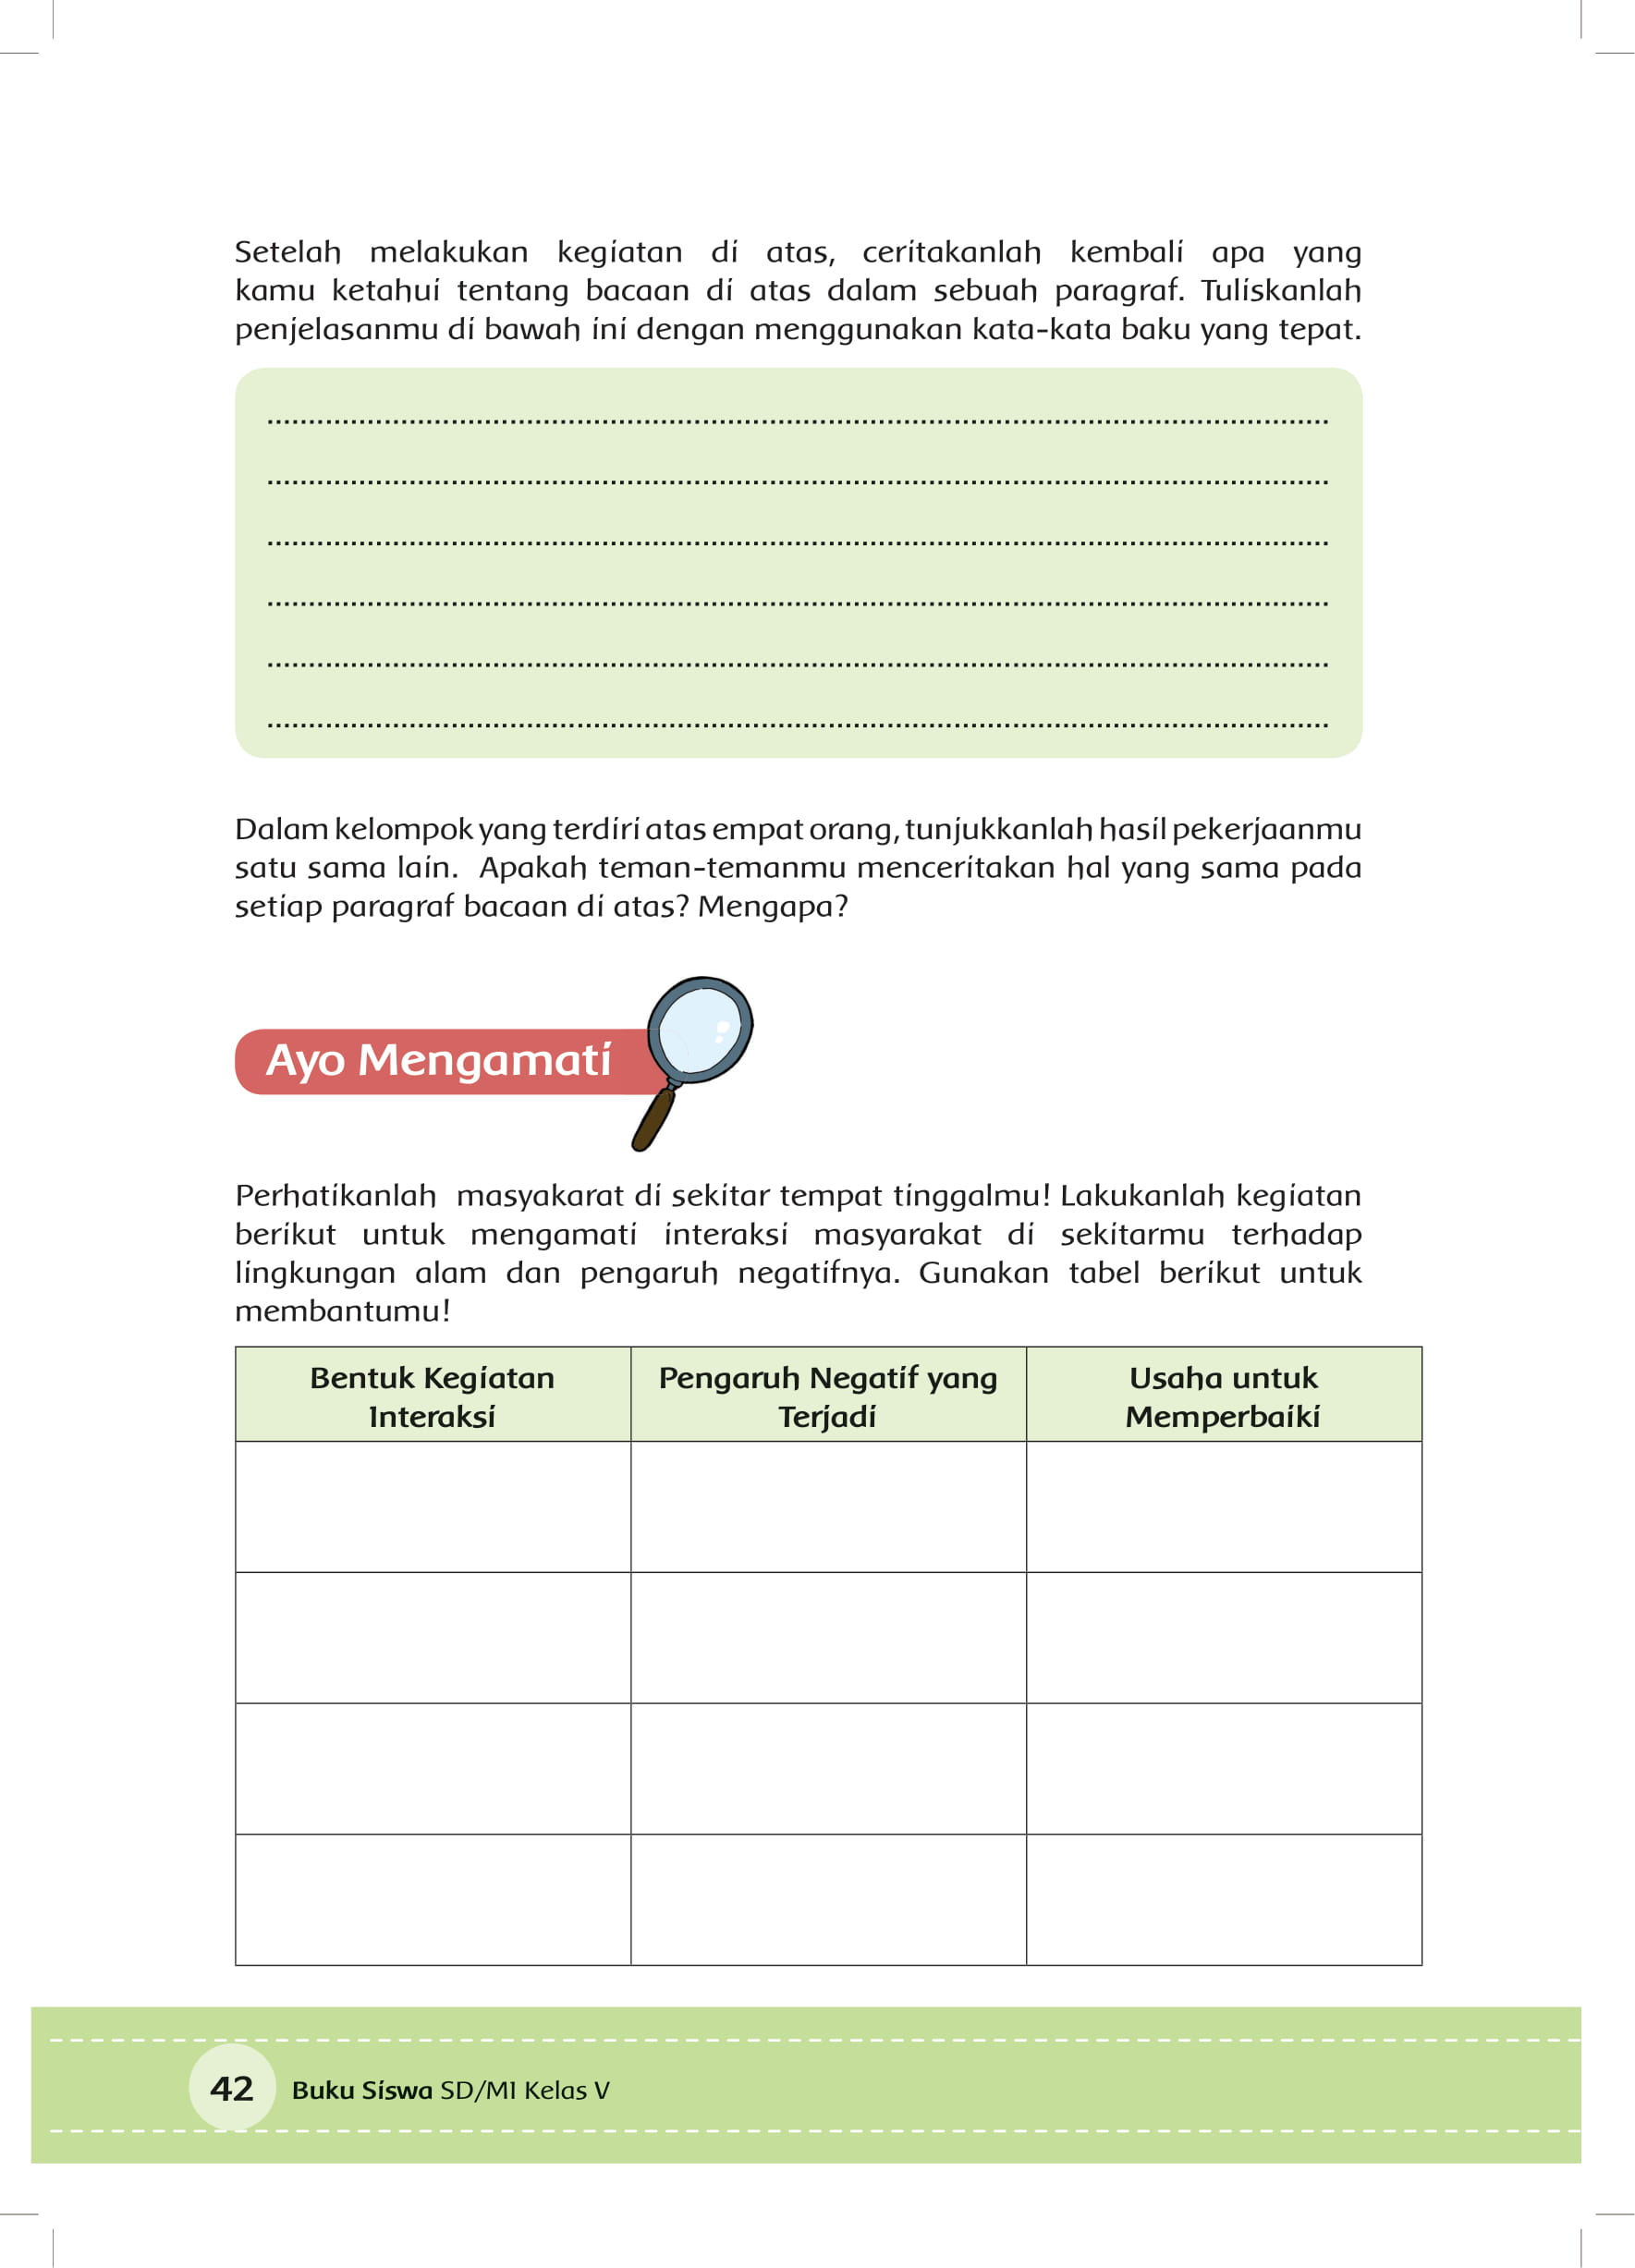 Setelah melakukan kegiatan di atas, ceritakanlah kembali apa yang
kamu ketahui tentang bacaan di atas dalam sebuah paragraf. Tuliskanlah
penjelasanmu di bawah ini dengan menggunakan kata-kata baku yang tepat.
Dalam kelompok yang terdiri atas empat orang, tunjukkanlah hasil pekerjaanmu
satu sama lain. Apakah teman-temanmu menceritakan hal yang sama pada
setiap paragraf bacaan di atas? Mengapa?
Ayo Mengamati
Perhatikanlah masyakarat di sekitar tempat tinggalmu! Lakukanlah kegiatan
berikut untuk mengamati interaksi masyarakat di sekitarmu terhadap
lingkungan alam dan pengaruh negatifnya. Gunakan tabel berikut untuk
membantumu!
Bentuk Kegiatan
Interaksi
Pengaruh Negatif yang
Terjadi
Usaha untuk
Memperbaiki
42 Buku Siswa SD/MI Kelas V